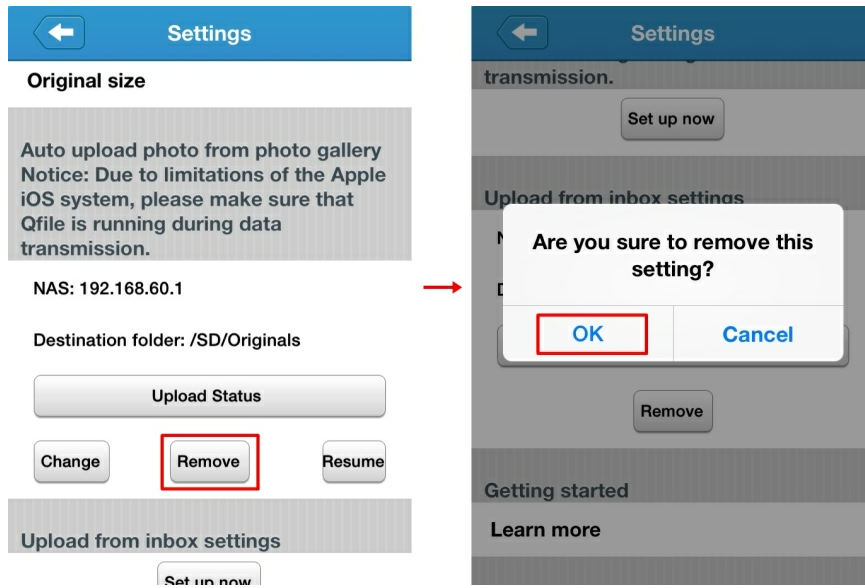 Settings
Original size
Auto upload photo from photo gallery
Notice: Due to limitations of the Apple
iOS system, please make sure that
Qfile is running during data
transmission.
NAS: 192.168.60.1
Destination folder: /SD/Originals
Upload Status
Change
Remove
Resume
Upload from inbox settings
Set up now
Settings
transmission.
Set up now
Upload from inbox settings
Are you sure to remove this
setting?
OK
Cancel
Remove
Getting started
Learn more